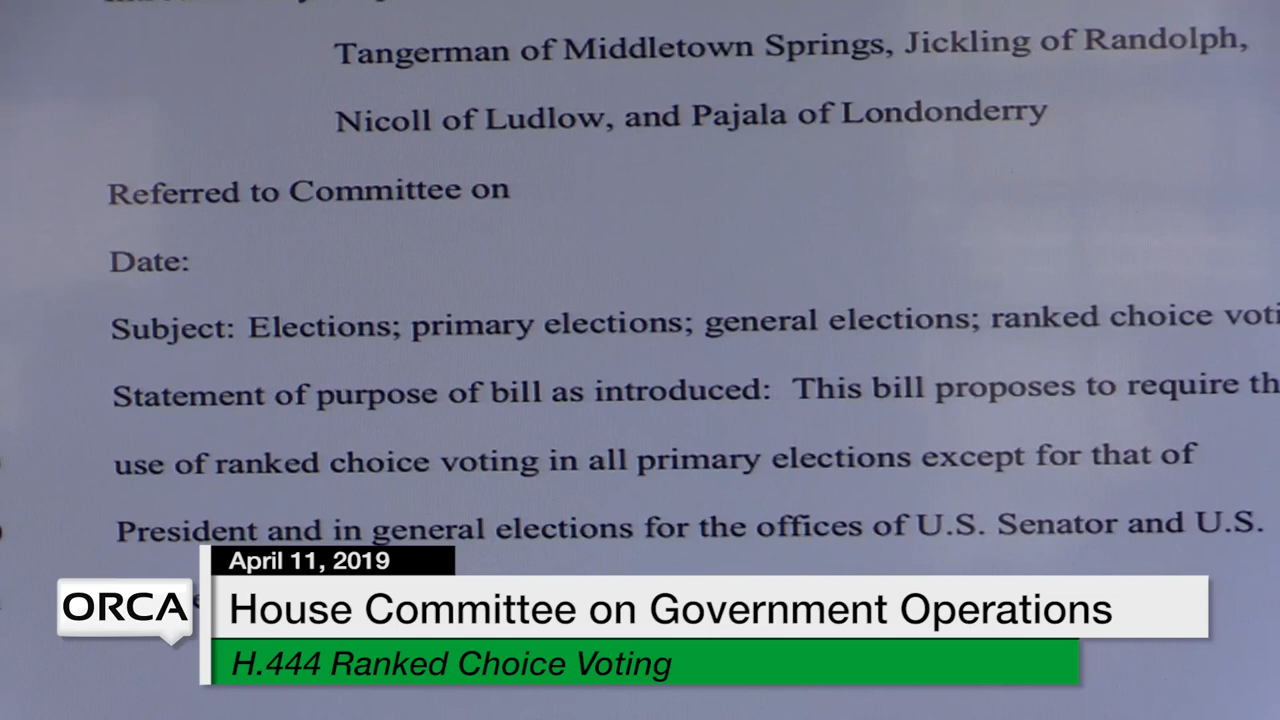 Tangerman of Middletown Springs, Jickling of Randolph,
Nicoll of Ludlow, and Pajala of Londonderry
Referred to Committee on
Date:
Subject: Elections; primary elections; general elections; ranked choice voti
Statement of purpose of bill as introduced: This bill proposes to require th
use of ranked choice voting in all primary elections except for that of
President and in general elections for the offices of U.S. Senator and U.S.
April 11, 2019
ORCA
House Committee on Government Operations
H.444 Ranked Choice Voting